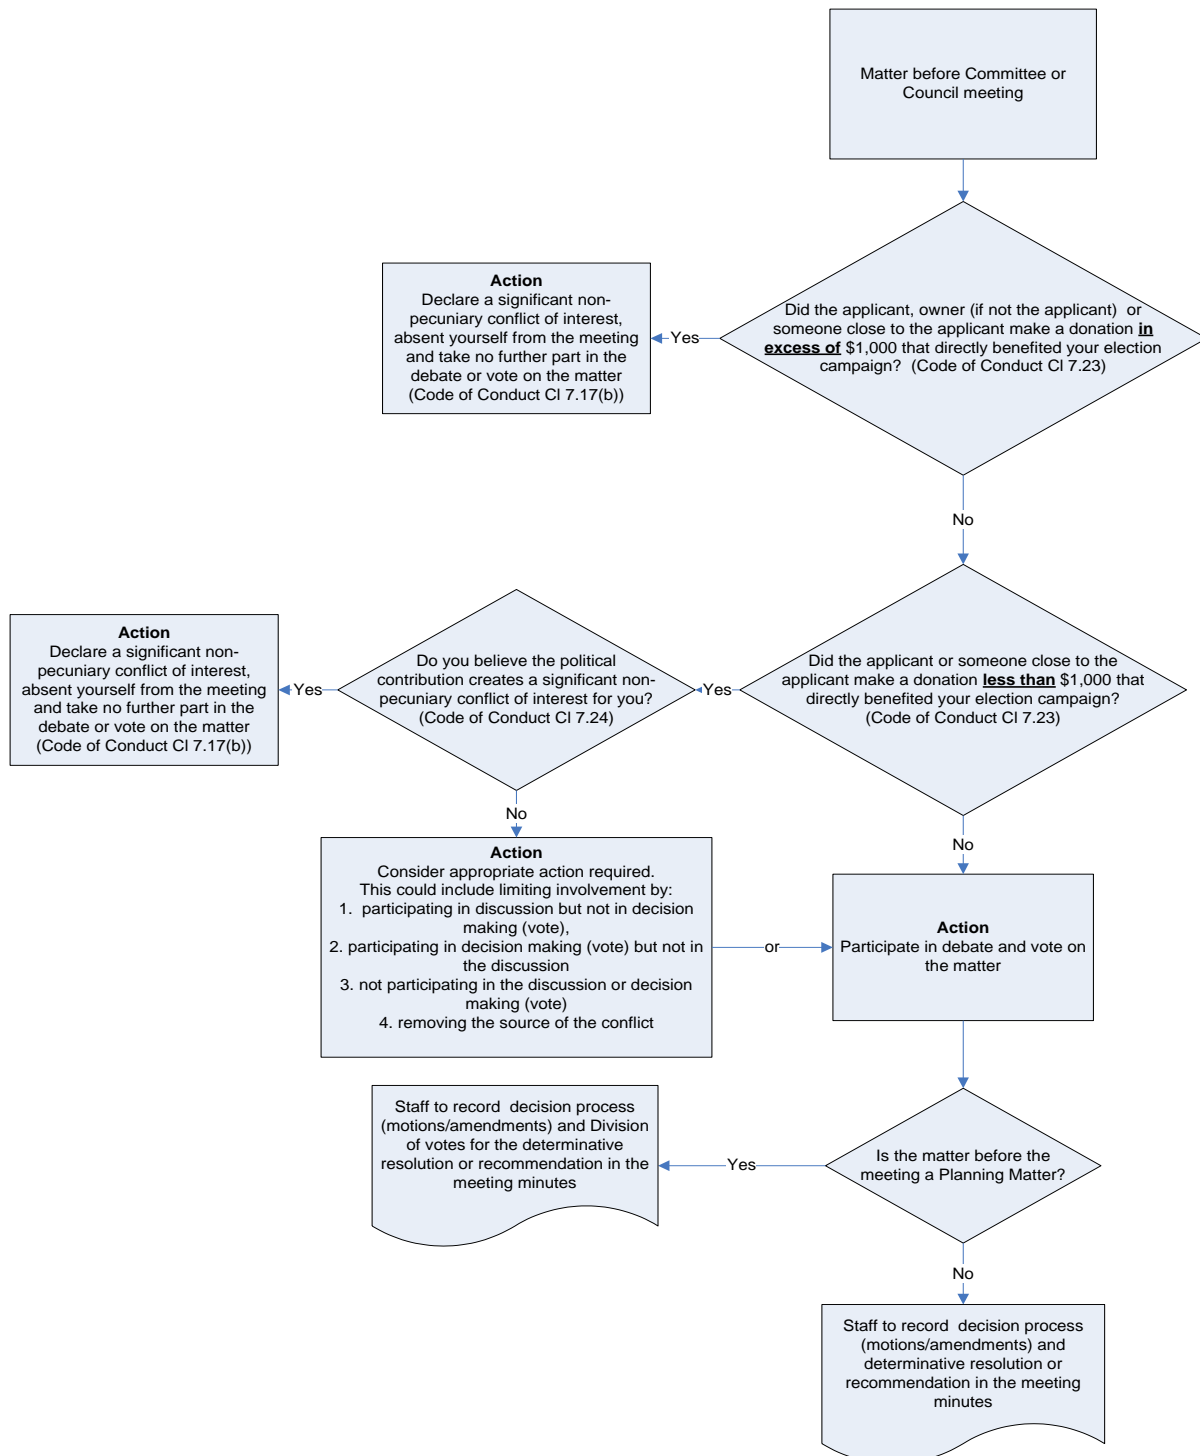 Matter before Committee or
Council meeting
Did the applicant, owner (if not the applicant)  or
someone close to the applicant make a donation in
excess of $1,000 that directly benefited your election
campaign?  (Code of Conduct Cl 7.23)
Yes
Action
Declare a significant non-
pecuniary conflict of interest,
absent yourself from the meeting
and take no further part in the
debate or vote on the matter
(Code of Conduct Cl 7.17(b))
No
Did the applicant or someone close to the
applicant make a donation less than $1,000 that
directly benefited your election campaign?
(Code of Conduct Cl 7.23)
Yes
Do you believe the political
contribution creates a significant non-
pecuniary conflict of interest for you?
(Code of Conduct Cl 7.24)
Yes
Action
Declare a significant non-
pecuniary conflict of interest,
absent yourself from the meeting
and take no further part in the
debate or vote on the matter
(Code of Conduct Cl 7.17(b))
No
Action
Consider appropriate action required.
This could include limiting involvement by:
1.  participating in discussion but not in decision
making (vote),
2. participating in decision making (vote) but not in
the discussion
3. not participating in the discussion or decision
making (vote)
4. removing the source of the conflict
or
No
Action
Participate in debate and vote on
the matter
Is the matter before the
meeting a Planning Matter?
Yes
Staff to record  decision process
(motions/amendments) and Division
of votes for the determinative
resolution or recommendation in the
meeting minutes
No
Staff to record  decision process
(motions/amendments) and
determinative resolution or
recommendation in the meeting
minutes